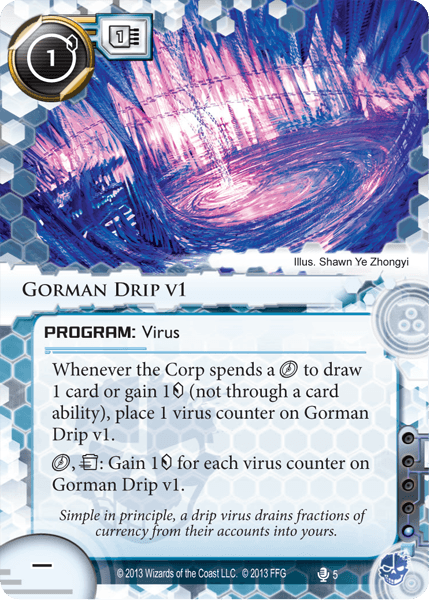 1
1
Illus. Shawn Ye Zhongyi
Gorman Drip v1
PROGRAM: Virus
Whenever the Corp spends a to draw
1 card or gain 1 (not through a card
ability), place 1 virus counter on Gorman
Drip v1.
, : Gain 1 for each virus counter on
Gorman Drip v1.
Simple in principle, a drip virus drains fractions of
currency from their accounts into yours.
–
© 2013 Wizards of the Coast LLC. © 2013 FFG 5